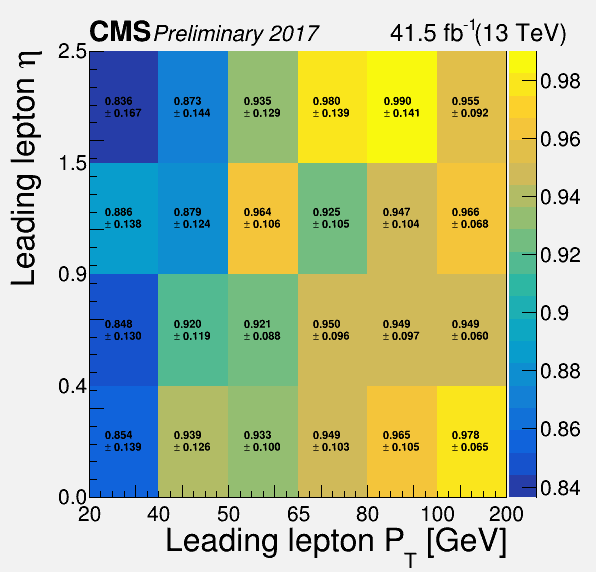 CMS Preliminary 2017 41.5 fb⁻¹(13 TeV)
Leading lepton η
2.5
0.836 0.873 0.935 0.980 0.990 0.955
± 0.167 ± 0.144 ± 0.129 ± 0.139 ± 0.141 ± 0.092
1.5
0.886 0.879 0.964 0.925 0.947 0.966
± 0.138 ± 0.124 ± 0.106 ± 0.105 ± 0.104 ± 0.068
0.9
0.848 0.920 0.921 0.950 0.949 0.949
± 0.130 ± 0.119 ± 0.088 ± 0.096 ± 0.097 ± 0.060
0.4
0.854 0.939 0.933 0.949 0.965 0.978
± 0.139 ± 0.126 ± 0.100 ± 0.103 ± 0.105 ± 0.065
0.0
20 40 50 65 80 100 200
Leading lepton P_T [GeV]
0.98
0.96
0.94
0.92
0.9
0.88
0.86
0.84